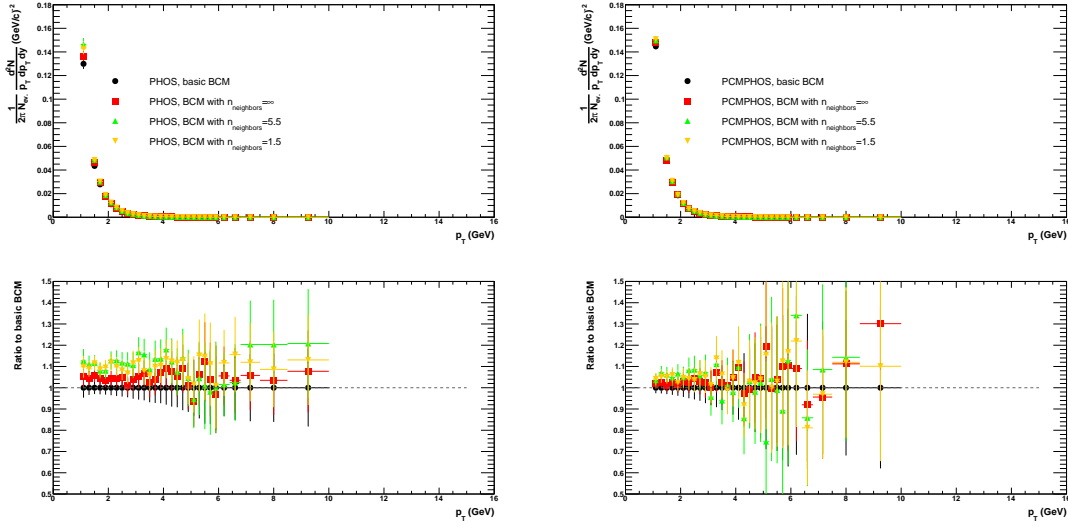 1/(2π N_ev.) d²N/(p_T dp_T dy) (GeV/c)⁻²
0.18
0.16
0.14
0.12
0.1
0.08
0.06
0.04
0.02
0
PHOS, basic BCM
PHOS, BCM with n_neighbors=∞
PHOS, BCM with n_neighbors=5.5
PHOS, BCM with n_neighbors=1.5
0 2 4 6 8 10 12 14 16
p_T (GeV)
1/(2π N_ev.) d²N/(p_T dp_T dy) (GeV/c)⁻²
0.18
0.16
0.14
0.12
0.1
0.08
0.06
0.04
0.02
0
PCMPHOS, basic BCM
PCMPHOS, BCM with n_neighbors=∞
PCMPHOS, BCM with n_neighbors=5.5
PCMPHOS, BCM with n_neighbors=1.5
0 2 4 6 8 10 12 14 16
p_T (GeV)
Ratio to basic BCM
1.5
1.4
1.3
1.2
1.1
1
0.9
0.8
0.7
0.6
0.5
0 2 4 6 8 10 12 14 16
p_T (GeV)
Ratio to basic BCM
1.5
1.4
1.3
1.2
1.1
1
0.9
0.8
0.7
0.6
0.5
0 2 4 6 8 10 12 14 16
p_T (GeV)